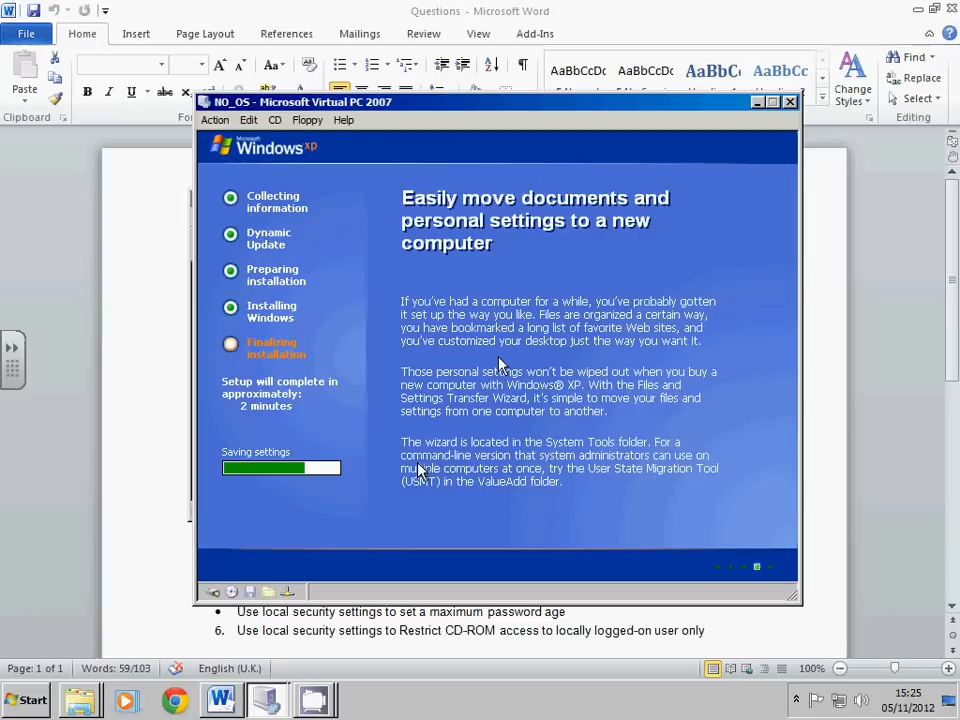 Questions - Microsoft Word
File Home Insert Page Layout References Mailings Review View Add-Ins
Paste
Clipboard
B I U abc
Aa
AaBbCcDc AaBbCcDc AaBbC AaBbCc
Change Styles
Find
Replace
Select
Editing
NO_OS - Microsoft Virtual PC 2007
Action Edit CD Floppy Help
Microsoft
Windows xp
Collecting
information
Dynamic
Update
Preparing
installation
Installing
Windows
Finalizing
installation
Setup will complete in
approximately:
2 minutes
Saving settings
Easily move documents and
personal settings to a new
computer
If you've had a computer for a while, you've probably gotten
it set up the way you like. Files are organized a certain way,
you have bookmarked a long list of favorite Web sites, and
you've customized your desktop just the way you want it.
Those personal settings won't be wiped out when you buy a
new computer with Windows® XP. With the Files and
Settings Transfer Wizard, it's simple to move your files and
settings from one computer to another.
The wizard is located in the System Tools folder. For a
command-line version that system administrators can use on
multiple computers at once, try the User State Migration Tool
(USMT) in the ValueAdd folder.
• Use local security settings to set a maximum password age
6. Use local security settings to Restrict CD-ROM access to locally logged-on user only
Page: 1 of 1 Words: 59/103 English (U.K.) 100%
Start
15:25
05/11/2012